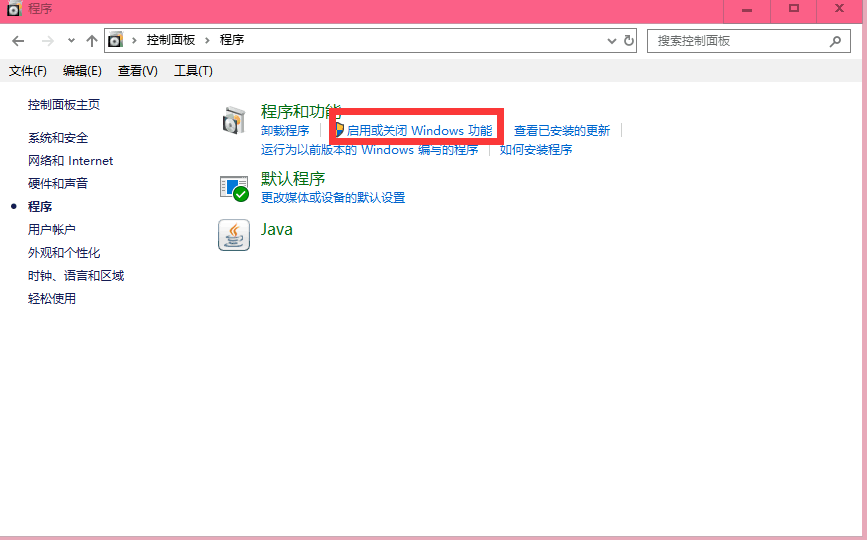 程序
控制面板 程序 搜索控制面板
文件(F) 编辑(E) 查看(V) 工具(T)
控制面板主页
系统和安全
网络和 Internet
硬件和声音
程序
用户帐户
外观和个性化
时钟、语言和区域
轻松使用
程序和功能
卸载程序 启用或关闭 Windows 功能 查看已安装的更新
运行为以前版本的 Windows 编写的程序 如何安装程序
默认程序
更改媒体或设备的默认设置
Java